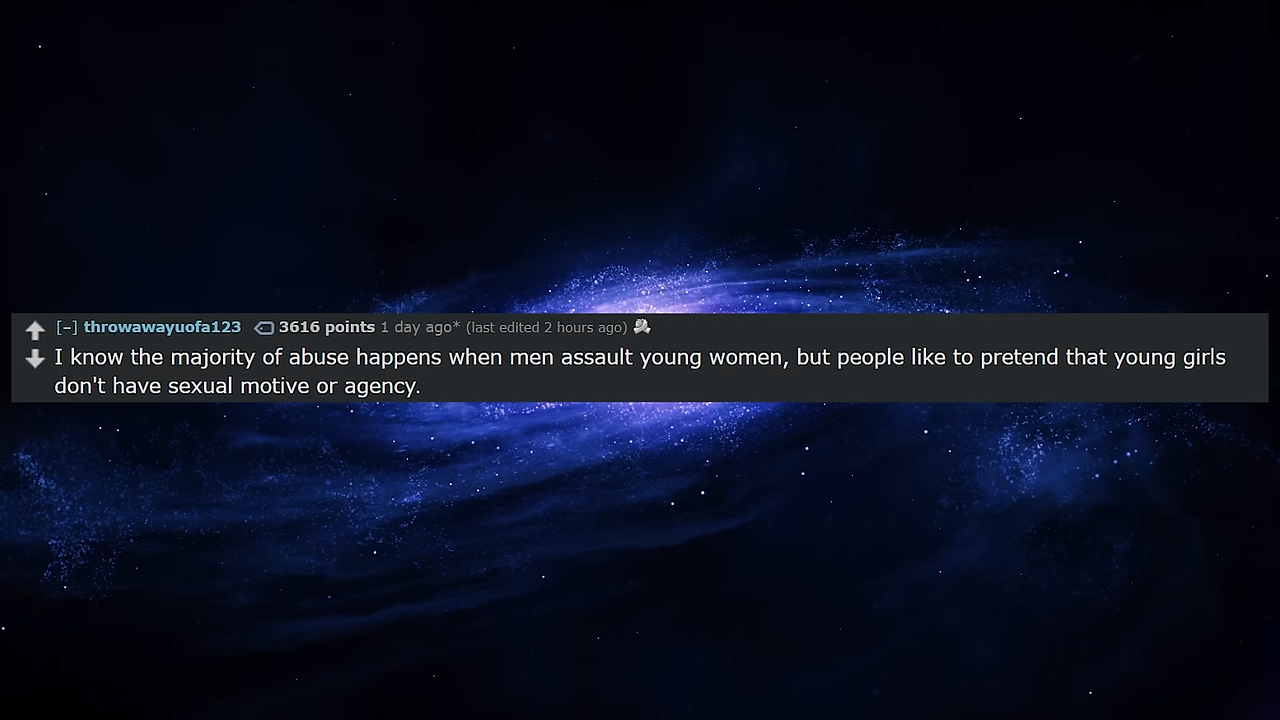 [–] throwawayuofa123 3616 points 1 day ago* (last edited 2 hours ago)
I know the majority of abuse happens when men assault young women, but people like to pretend that young girls
don't have sexual motive or agency.